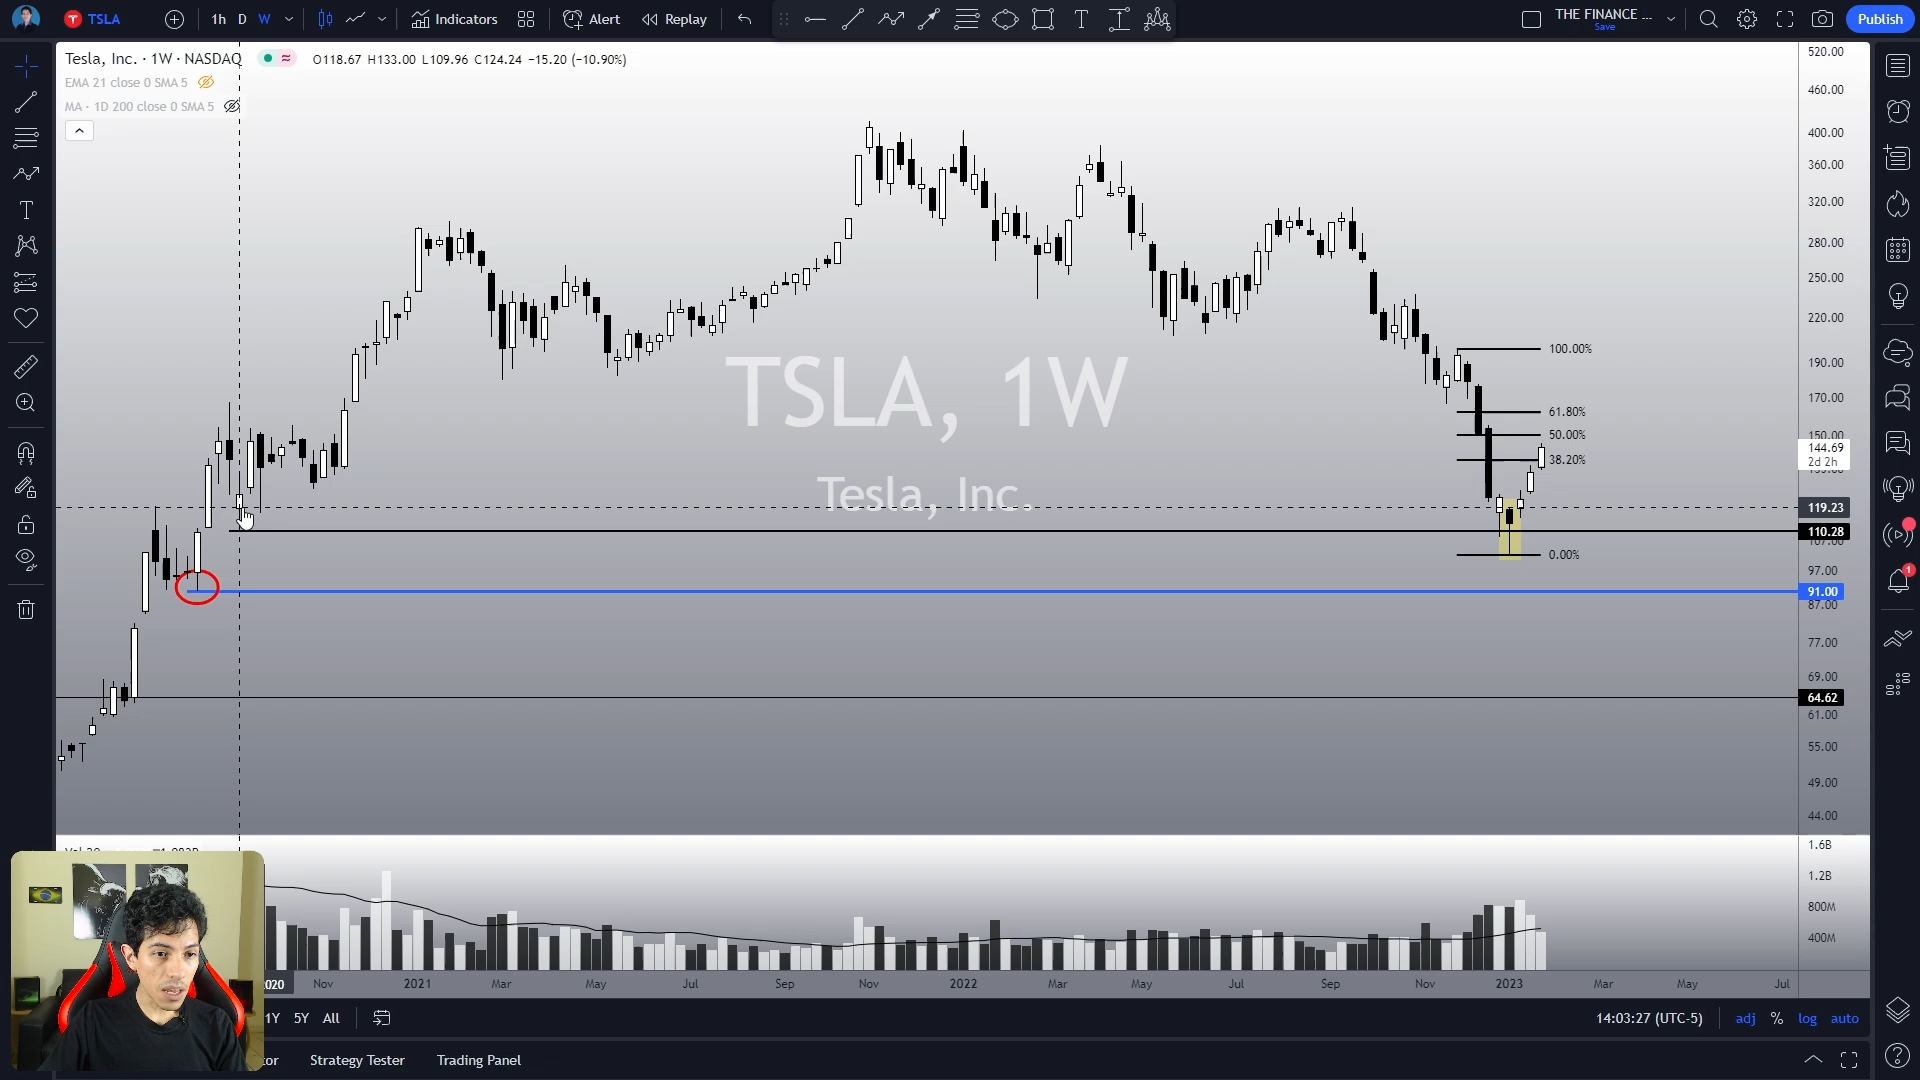 TSLA 1h D W Indicators Alert Replay THE FINANCE ... Save Publish
Tesla, Inc. · 1W · NASDAQ O118.67 H133.00 L109.96 C124.24 −15.20 (−10.90%)
EMA 21 close 0 SMA 5
MA · 1D 200 close 0 SMA 5
520.00
460.00
400.00
360.00
320.00
280.00
250.00
220.00
190.00
170.00
150.00
144.69
2d 2h
119.23
110.28
107.00
97.00
91.00
87.00
77.00
69.00
64.62
61.00
55.00
49.00
44.00
100.00%
61.80%
50.00%
38.20%
0.00%
TSLA, 1W
Tesla, Inc.
1.6B
1.2B
800M
400M
Nov 2021 Mar May Jul Sep Nov 2022 Mar May Jul Sep Nov 2023 Mar May Jul
1Y 5Y All 14:03:27 (UTC-5) adj % log auto
Strategy Tester Trading Panel
1